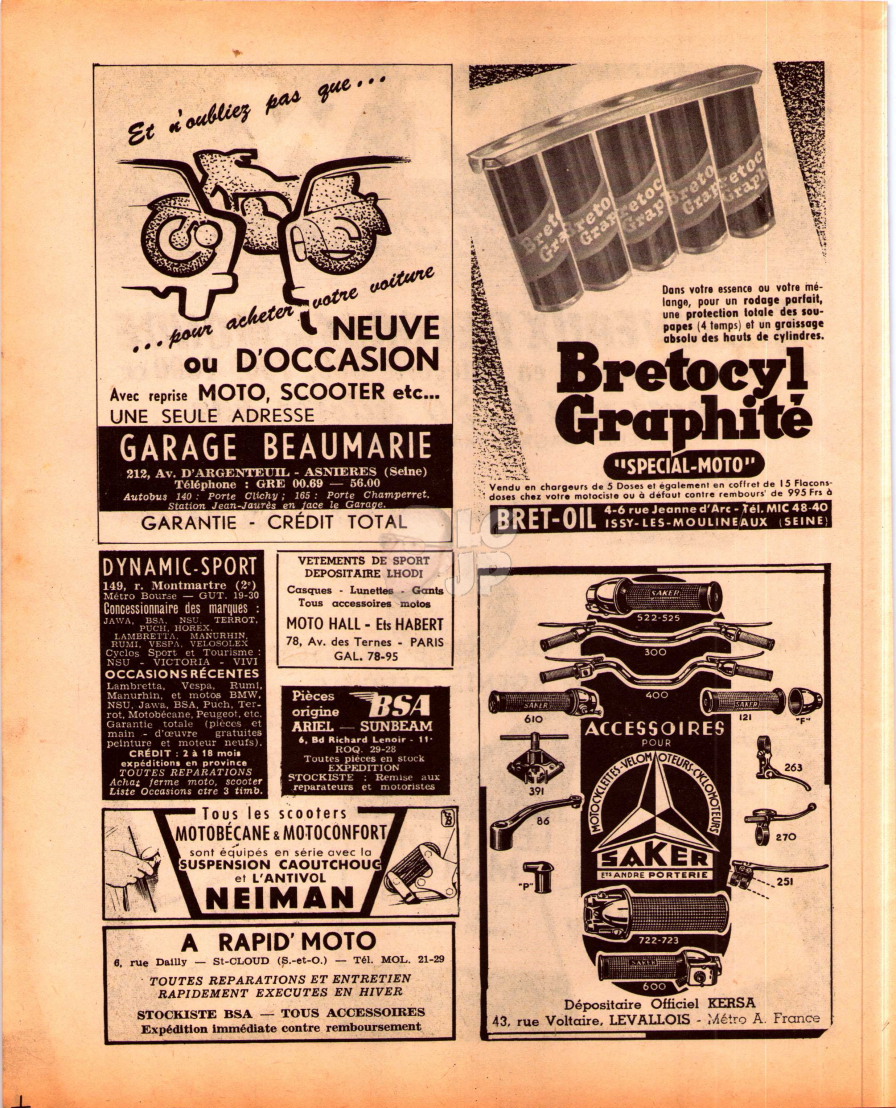 Et n'oubliez pas que...
...pour acheter votre voiture
NEUVE
ou D'OCCASION
Avec reprise MOTO, SCOOTER etc...
UNE SEULE ADRESSE
GARAGE BEAUMARIE
212, Av. D'ARGENTEUIL - ASNIERES (Seine)
Téléphone : GRE 00.69 — 56.00
Autobus 140 : Porte Clichy ; 165 : Porte Champerret.
Station Jean-Jaurès en face le Garage.
GARANTIE - CRÉDIT TOTAL
Dans votre essence ou votre mé-
lange, pour un rodage parfait,
une protection totale des sou-
papes (4 temps) et un graissage
absolu des hauts de cylindres.
Bretocyl
Graphité
"SPECIAL-MOTO"
Vendu en chargeurs de 5 Doses et également en coffret de 15 Flacons-
doses chez votre motociste ou à défaut contre rembours' de 995 Frs à
BRET-OIL 4-6 rue Jeanne d'Arc - Tél. MIC 48-40
ISSY-LES-MOULINEAUX (SEINE)
DYNAMIC-SPORT
149, r. Montmartre (2e)
Métro Bourse — GUT. 19-30
Concessionnaire des marques :
JAWA, BSA, NSU, TERROT,
PUCH, HOREX,
LAMBRETTA, MANURHIN,
RUMI, VESPA, VELOSOLEX
Cyclos Sport et Tourisme :
NSU - VICTORIA - VIVI
OCCASIONS RÉCENTES
Lambretta, Vespa, Rumi,
Manurhin, et motos BMW,
NSU, Jawa, BSA, Puch, Ter-
rot, Motobécane, Peugeot, etc.
Garantie totale (pièces et
main - d'œuvre gratuites
peinture et moteur neufs).
CRÉDIT : 2 à 18 mois
expéditions en province
TOUTES REPARATIONS
Achat ferme moto, scooter
Liste Occasions ctre 3 timb.
VETEMENTS DE SPORT
DEPOSITAIRE LHODI
Casques - Lunettes - Gants
Tous accessoires motos
MOTO HALL - Ets HABERT
78, Av. des Ternes - PARIS
GAL. 78-95
Pièces
origine BSA
ARIEL — SUNBEAM
6, Bd Richard Lenoir - 11e
ROQ. 29-28
Toutes pièces en stock
EXPEDITION
STOCKISTE : Remise aux
reparateurs et motoristes
Tous les scooters
MOTOBÉCANE & MOTOCONFORT
sont équipés en série avec la
SUSPENSION CAOUTCHOUC
et L'ANTIVOL
NEIMAN
A RAPID' MOTO
6, rue Dailly — St-CLOUD (S.-et-O.) — Tél. MOL. 21-29
TOUTES REPARATIONS ET ENTRETIEN
RAPIDEMENT EXECUTES EN HIVER
STOCKISTE BSA — TOUS ACCESSOIRES
Expédition immédiate contre remboursement
SAKER
522-525
300
400
SAKER
610
SAKER
121
"F"
ACCESSOIRES
POUR
MOTOCYCLETTES-VELOMOTEURS-CYCLOMOTEURS
391
263
86
270
SAKER
Ets ANDRE PORTERIE
"P"
251
722-723
SAKER
600
Dépositaire Officiel KERSA
43, rue Voltaire, LEVALLOIS - Métro A. France